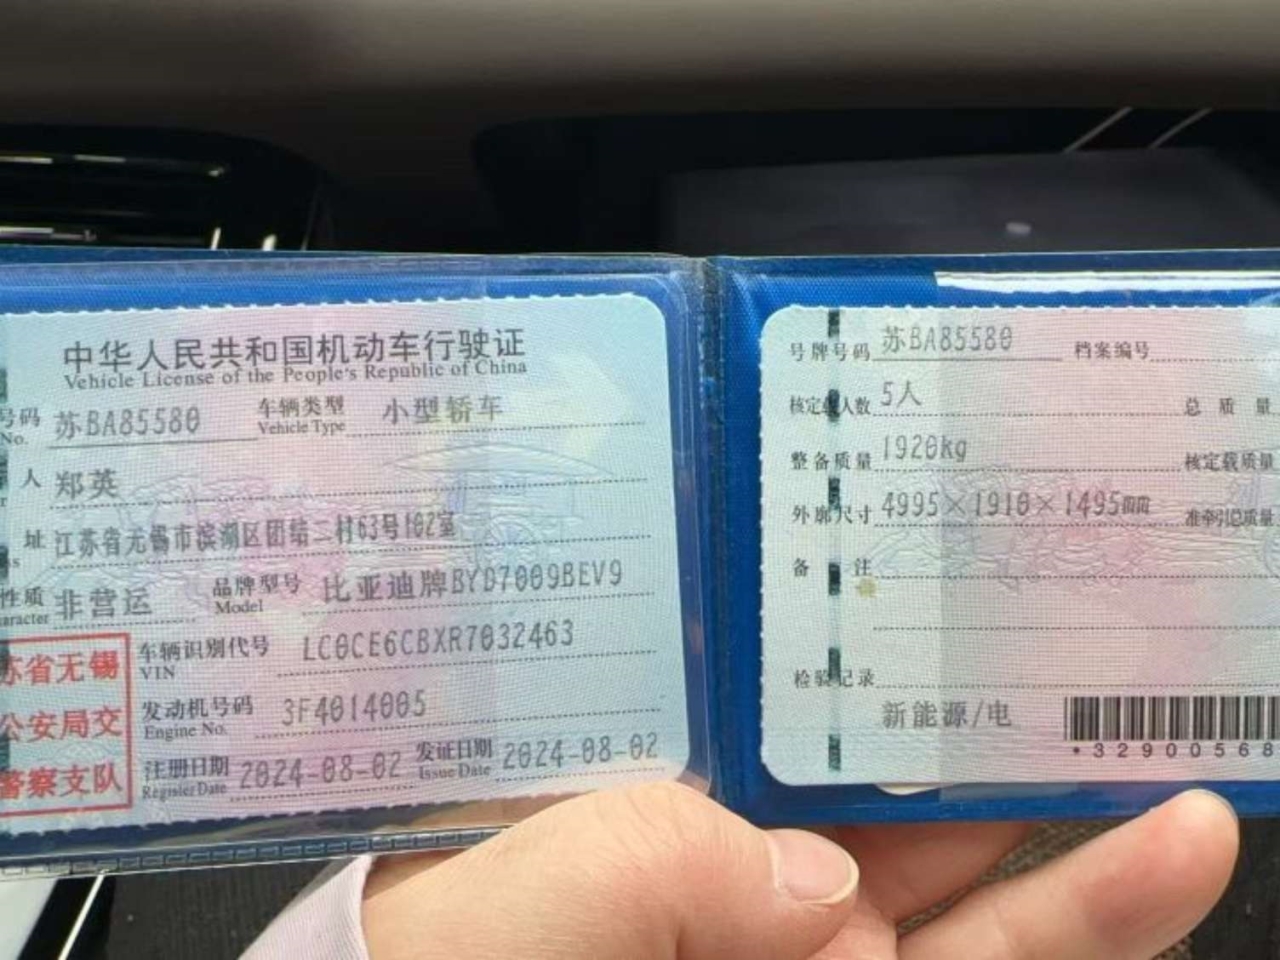 中华人民共和国机动车行驶证
Vehicle License of the People's Republic of China
号码 苏BA85580 车辆类型 小型轿车
No. Vehicle Type
人 郑英
址 江苏省无锡市滨湖区团结二村63号102室
性质 非营运 品牌型号 比亚迪牌BYD7009BEV9
aracter Model
苏省无锡
公安局交
警察支队
车辆识别代号 LC0CE6CBXR7032463
VIN
发动机号码 3F4014005
Engine No.
注册日期 2024-08-02 发证日期 2024-08-02
Register Date Issue Date
号牌号码 苏BA85580 档案编号
核定载人数 5人 总质量
整备质量 1920kg 核定载质量
外廓尺寸 4995×1910×1495mm 准牵引总质量
备注
检验记录
新能源/电
*32900568